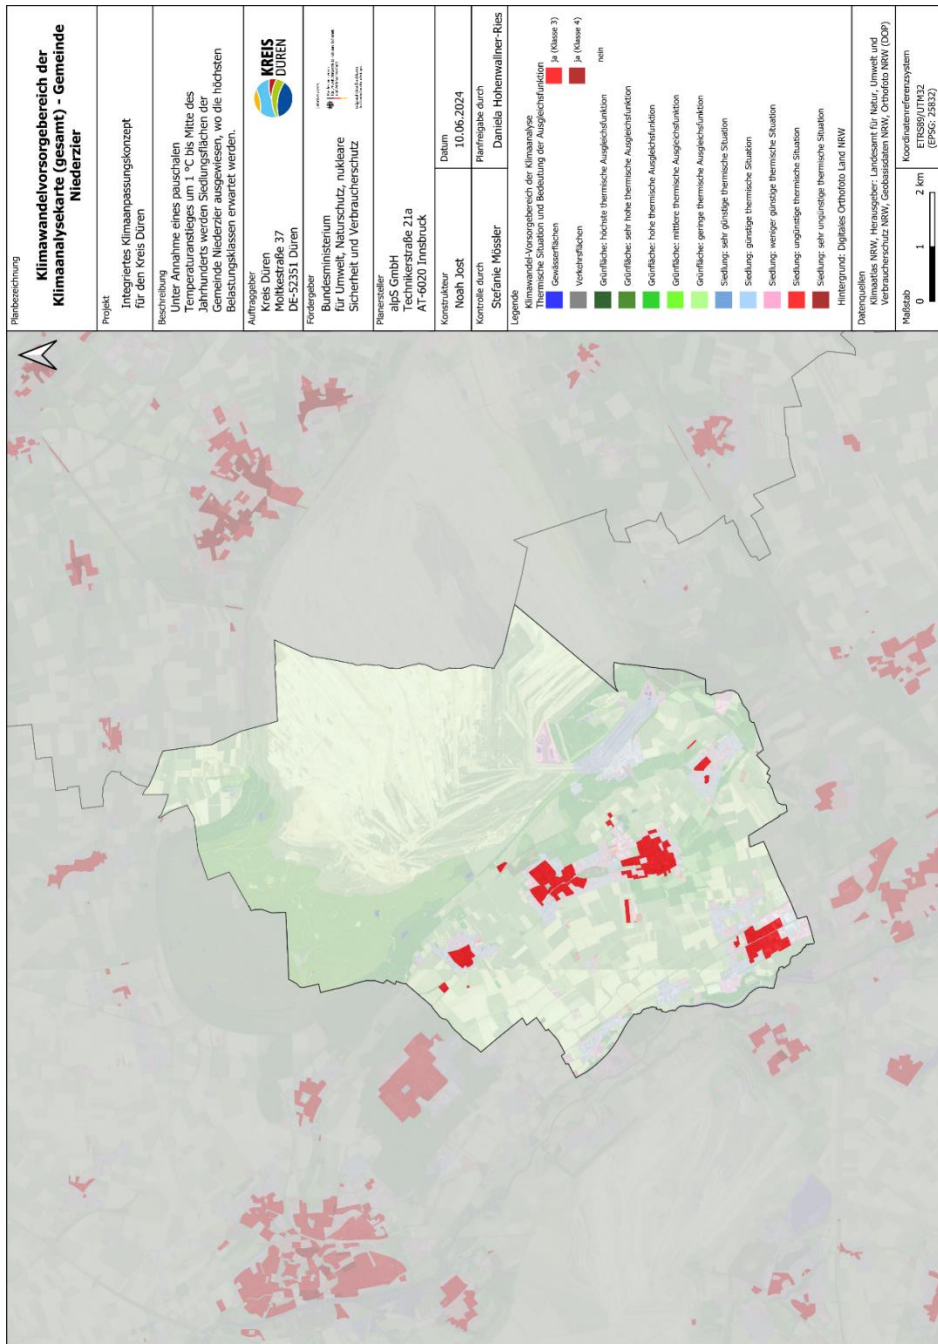 Planbezeichnung
Klimawandelvorsorgebereich der
Klimaanalysekarte (gesamt) - Gemeinde
Niederzier
Projekt
Integriertes Klimaanpassungskonzept
für den Kreis Düren
Beschreibung
Unter Annahme eines pauschalen
Temperaturanstieges um 1 °C bis Mitte des
Jahrhunderts werden Siedlungsflächen der
Gemeinde Niederzier ausgewiesen, wo die höchsten
Belastungsklassen erwartet werden.
Auftraggeber
Kreis Düren
Moltkestraße 37
DE-52351 Düren
KREIS
DÜREN
Fördergeber
Bundesministerium
für Umwelt, Naturschutz, nukleare
Sicherheit und Verbraucherschutz
Planersteller
alpS GmbH
Technikerstraße 21a
AT-6020 Innsbruck
Konstrukteur
Noah Jost
Datum
10.06.2024
Kontrolle durch
Stefanie Mössler
Planfreigabe durch
Daniela Hohenwallner-Ries
Legende
Klimawandel-Vorsorgebereich der Klimaanalyse
Thermische Situation und Bedeutung der Ausgleichsfunktion
Gewässerflächen
Verkehrsflächen
Grünfläche: höchste thermische Ausgleichsfunktion
Grünfläche: sehr hohe thermische Ausgleichsfunktion
Grünfläche: hohe thermische Ausgleichsfunktion
Grünfläche: mittlere thermische Ausgleichsfunktion
Grünfläche: geringe thermische Ausgleichsfunktion
Siedlung: sehr günstige thermische Situation
Siedlung: günstige thermische Situation
Siedlung: weniger günstige thermische Situation
Siedlung: ungünstige thermische Situation
Siedlung: sehr ungünstige thermische Situation
ja (Klasse 3)
ja (Klasse 4)
nein
Hintergrund: Digitales Orthofoto Land NRW
Datenquellen
Klimaatlas NRW, Herausgeber: Landesamt für Natur, Umwelt und
Verbraucherschutz NRW, Geobasisdaten NRW, Orthofoto NRW (DOP)
Maßstab
0 1 2 km
Koordinatenreferenzsystem
ETRS89/UTM32
(EPSG: 25832)